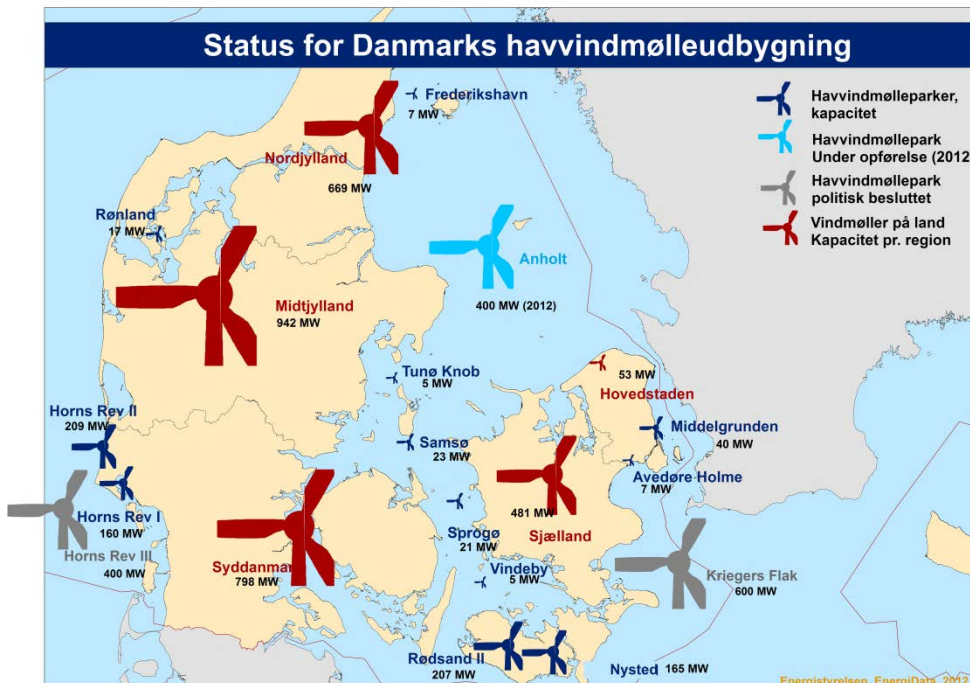 Status for Danmarks havvindmølleudbygning
Havvindmølleparker,
kapacitet
Havvindmøllepark
Under opførelse (2012
Havvindmøllepark
politisk besluttet
Vindmøller på land
Kapacitet pr. region
Frederikshavn
7 MW
Nordjylland
669 MW
Rønland
17 MW
Anholt
400 MW (2012)
Midtjylland
942 MW
Tunø Knob
5 MW
53 MW
Hovedstaden
Horns Rev II
209 MW
Samsø
23 MW
Middelgrunden
40 MW
Avedøre Holme
7 MW
Horns Rev I
160 MW
Horns Rev III
400 MW
481 MW
Sjælland
Sprogø
21 MW
Syddanmar
798 MW
Vindeby
5 MW
Kriegers Flak
600 MW
Rødsand II
207 MW
Nysted
165 MW
Energistyrelsen, EnergiData, 2012